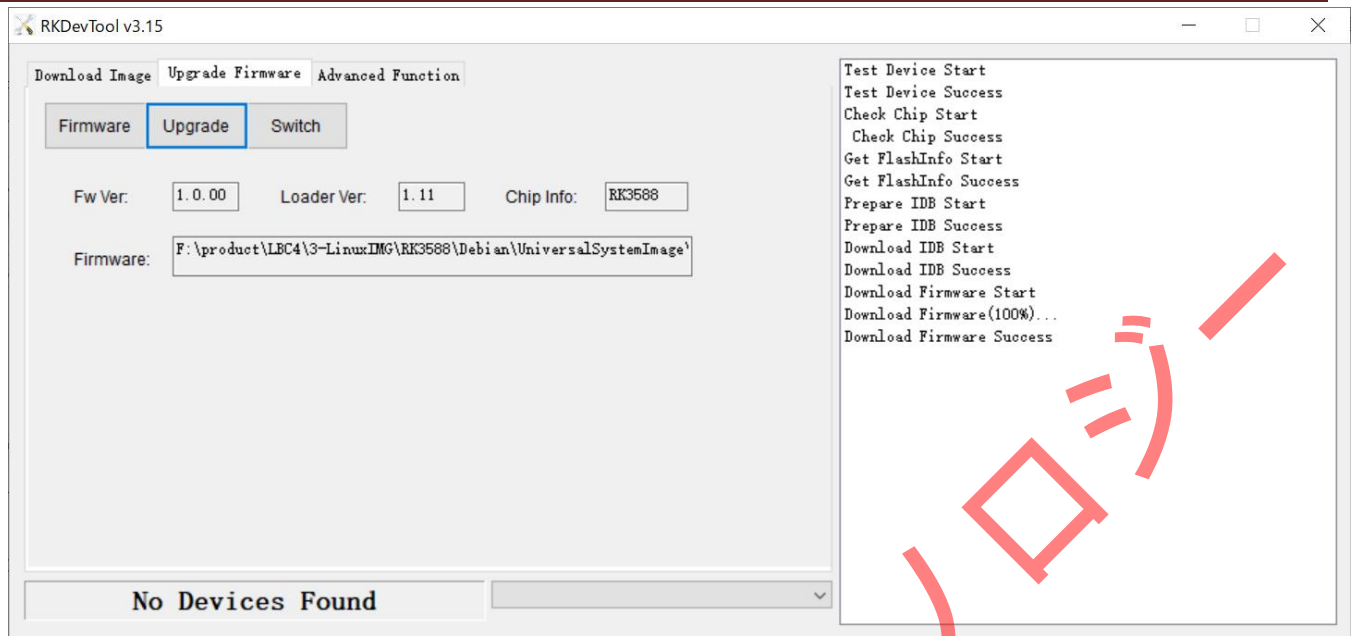 RKDevTool v3.15
Download Image Upgrade Firmware Advanced Function
Firmware Upgrade Switch
Fw Ver: 1.0.00 Loader Ver: 1.11 Chip Info: RK3588
Firmware: F:\product\LBC4\3-LinuxIMG\RK3588\Debian\UniversalSystemImage\
No Devices Found
Test Device Start
Test Device Success
Check Chip Start
Check Chip Success
Get FlashInfo Start
Get FlashInfo Success
Prepare IDB Start
Prepare IDB Success
Download IDB Start
Download IDB Success
Download Firmware Start
Download Firmware(100%)...
Download Firmware Success
ロジー